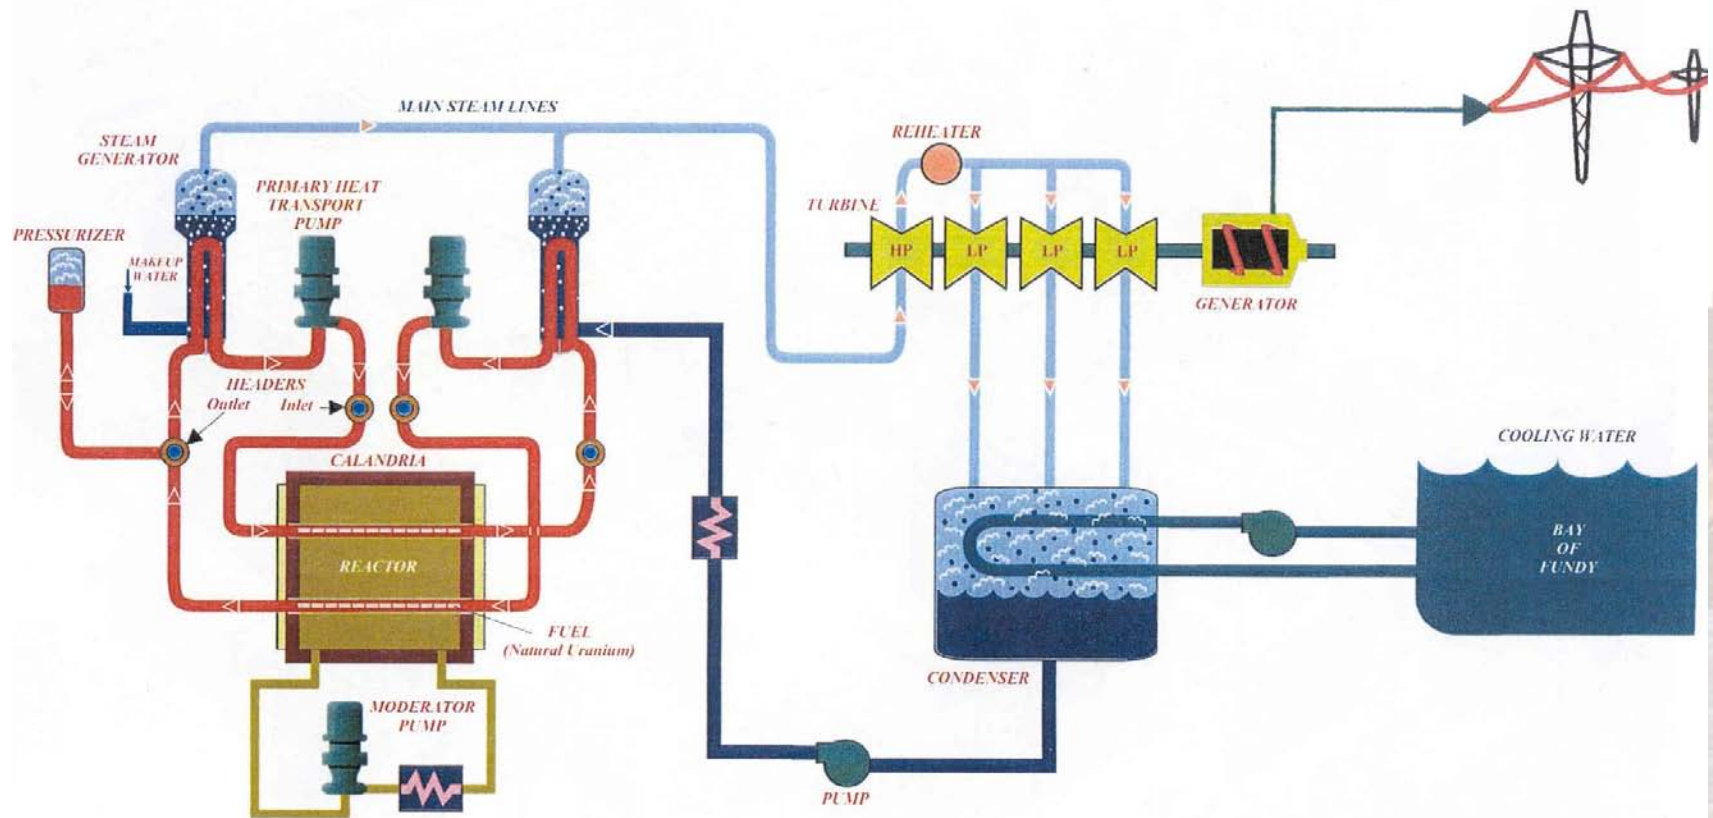 MAIN STEAM LINES
STEAM
GENERATOR
PRIMARY HEAT
TRANSPORT
PUMP
PRESSURIZER
MAKEUP
WATER
REHEATER
TURBINE
HP
LP
LP
LP
GENERATOR
HEADERS
Outlet
Inlet
CALANDRIA
REACTOR
FUEL
(Natural Uranium)
MODERATOR
PUMP
PUMP
CONDENSER
COOLING WATER
BAY
OF
FUNDY